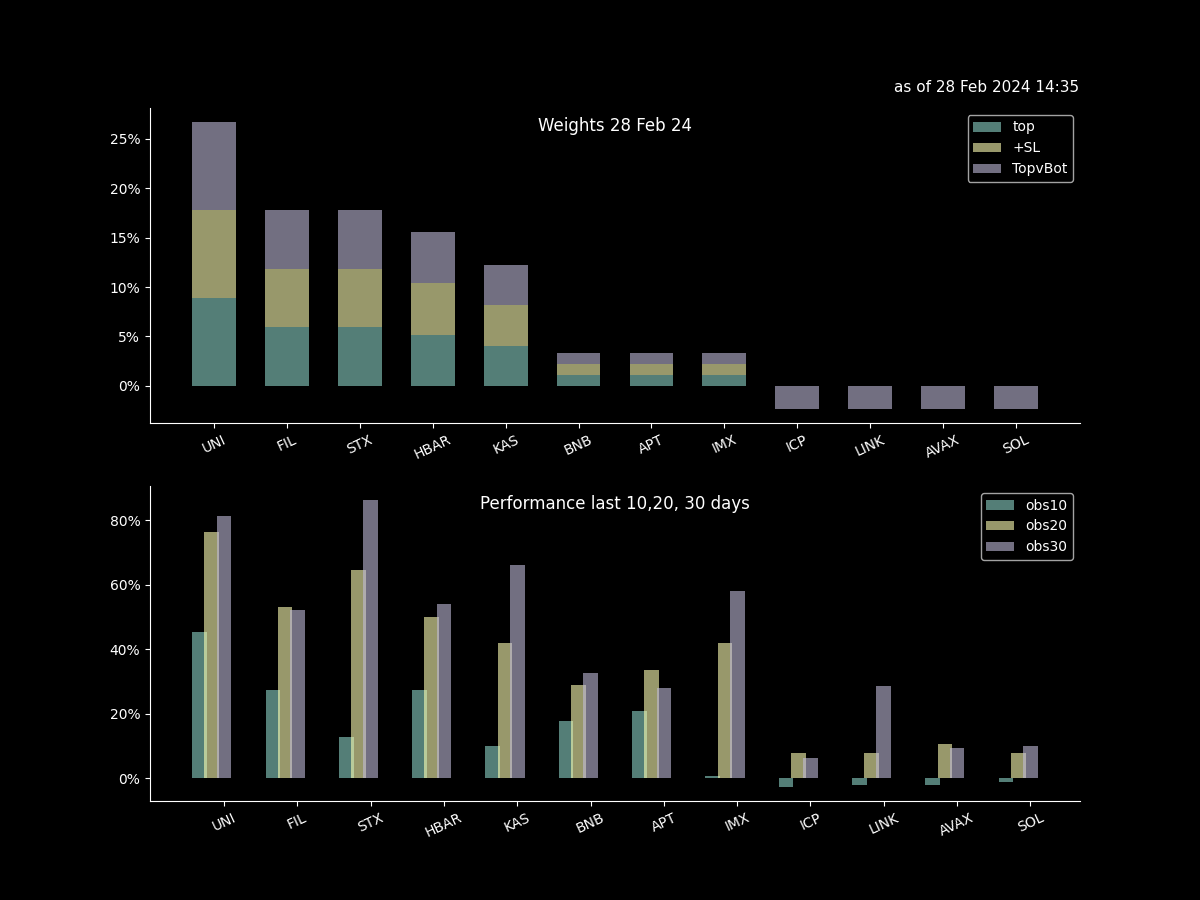 as of 28 Feb 2024 14:35
Weights 28 Feb 24
top
+SL
TopvBot
25%
20%
15%
10%
5%
0%
UNI FIL STX HBAR KAS BNB APT IMX ICP LINK AVAX SOL
Performance last 10,20, 30 days
obs10
obs20
obs30
80%
60%
40%
20%
0%
UNI FIL STX HBAR KAS BNB APT IMX ICP LINK AVAX SOL